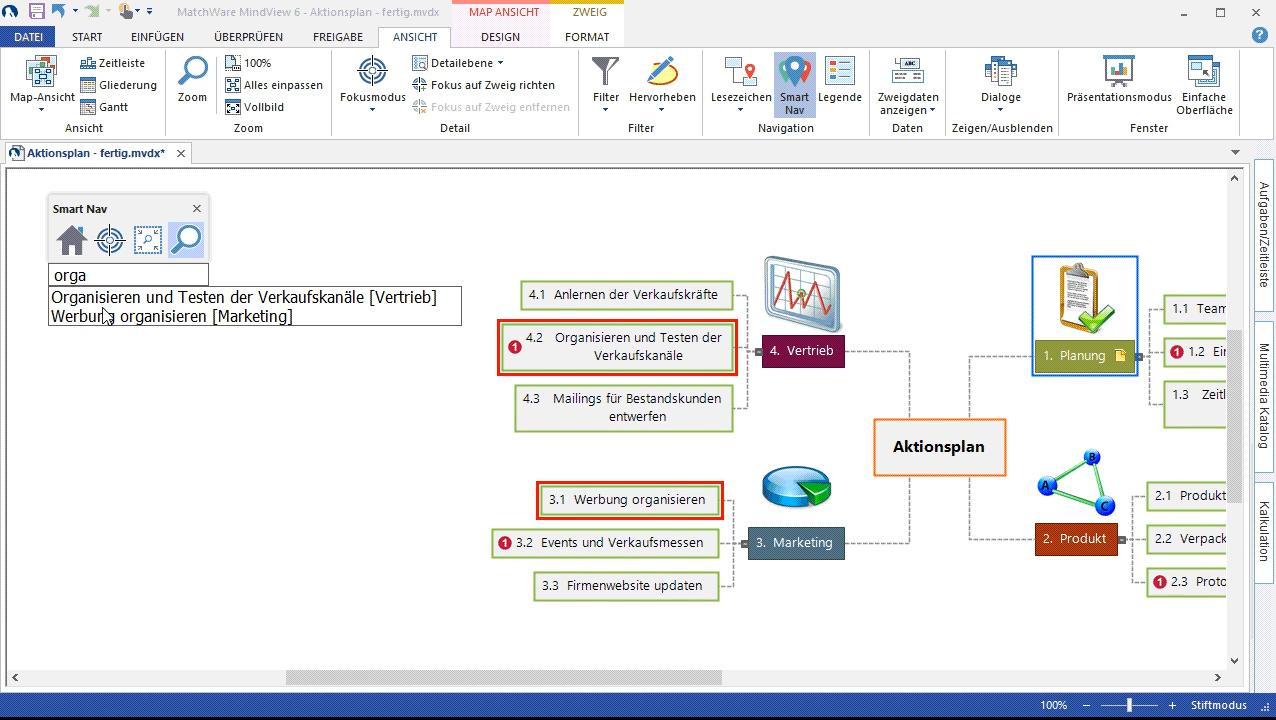 MatchWare MindView 6 - Aktionsplan - fertig.mvdx
MAP ANSICHT
ZWEIG
DATEI
START
EINFÜGEN
ÜBERPRÜFEN
FREIGABE
ANSICHT
DESIGN
FORMAT
Map-Ansicht
Zeitleiste
Gliederung
Gantt
Ansicht
Zoom
100%
Alles einpassen
Vollbild
Zoom
Fokusmodus
Detailebene
Fokus auf Zweig richten
Fokus auf Zweig entfernen
Detail
Filter
Hervorheben
Filter
Lesezeichen
Smart
Nav
Legende
Navigation
ABC
Zweigdaten
anzeigen
Daten
Dialoge
Zeigen/Ausblenden
Präsentationsmodus
Einfache
Oberfläche
Fenster
Aktionsplan - fertig.mvdx*
Smart Nav
orga
Organisieren und Testen der Verkaufskanäle [Vertrieb]
Werbung organisieren [Marketing]
4.1 Anlernen der Verkaufskräfte
1 4.2 Organisieren und Testen der
Verkaufskanäle
4.3 Mailings für Bestandskunden
entwerfen
4. Vertrieb
3.1 Werbung organisieren
1 3.2 Events und Verkaufsmessen
3.3 Firmenwebsite updaten
3. Marketing
Aktionsplan
1. Planung
1.1 Team
1 1.2 Ein
1.3 Zeitl
A
B
C
2. Produkt
2.1 Produkt
2.2 Verpack
1 2.3 Proto
Aufgaben/Zeitleiste
Multimedia Katalog
Kalkulation
100%
Stiftmodus